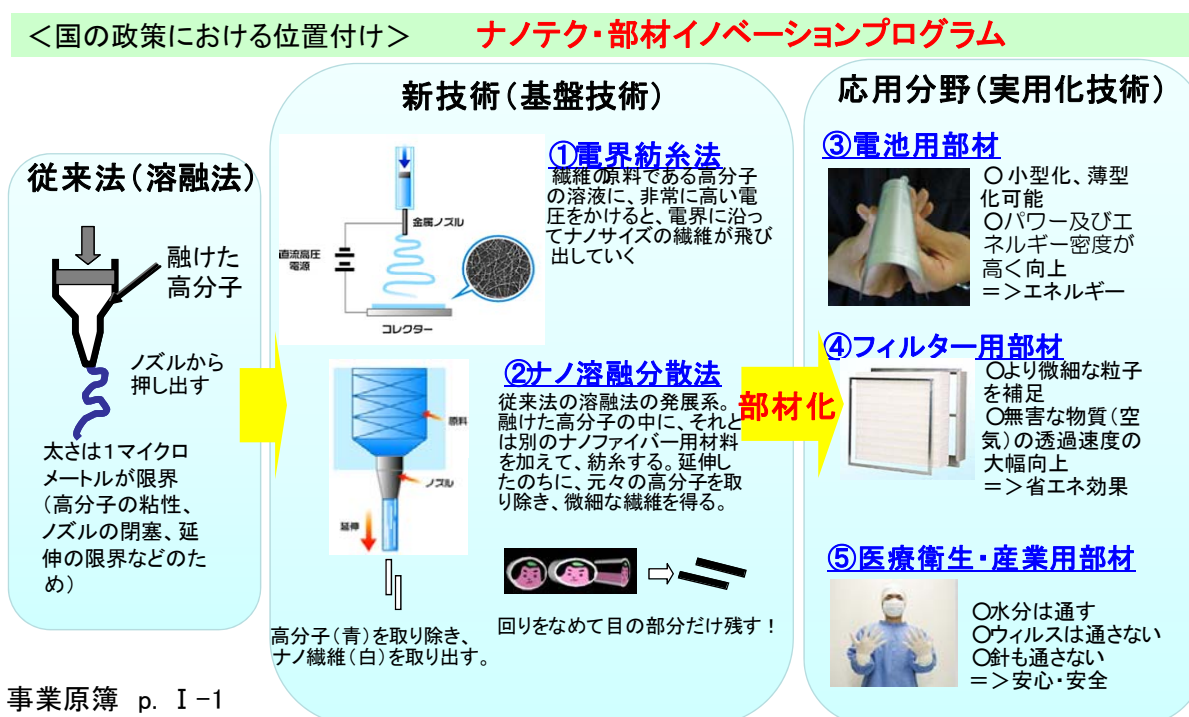 <国の政策における位置付け> ナノテク・部材イノベーションプログラム
従来法(溶融法)
融けた
高分子
ノズルから
押し出す
太さは1マイクロ
メートルが限界
(高分子の粘性、
ノズルの閉塞、延
伸の限界などのた
め)
新技術(基盤技術)
①電界紡糸法
繊維の原料である高分子
の溶液に、非常に高い電
圧をかけると、電界に沿っ
てナノサイズの繊維が飛び
出していく
金属ノズル
直流高圧
電源
コレクター
②ナノ溶融分散法
従来法の溶融法の発展系。
融けた高分子の中に、それと
は別のナノファイバー用材料
を加えて、紡糸する。延伸し
たのちに、元々の高分子を取
り除き、微細な繊維を得る。
原料
ノズル
延伸
高分子(青)を取り除き、
ナノ繊維(白)を取り出す。
回りをなめて目の部分だけ残す!
部材化
応用分野(実用化技術)
③電池用部材
○小型化、薄型
化可能
○パワー及びエ
ネルギー密度が
高く向上
=>エネルギー
④フィルター用部材
○より微細な粒子
を補足
○無害な物質(空
気)の透過速度の
大幅向上
=>省エネ効果
⑤医療衛生・産業用部材
○水分は通す
○ウィルスは通さない
○針も通さない
=>安心・安全
事業原簿 p. Ⅰ-1